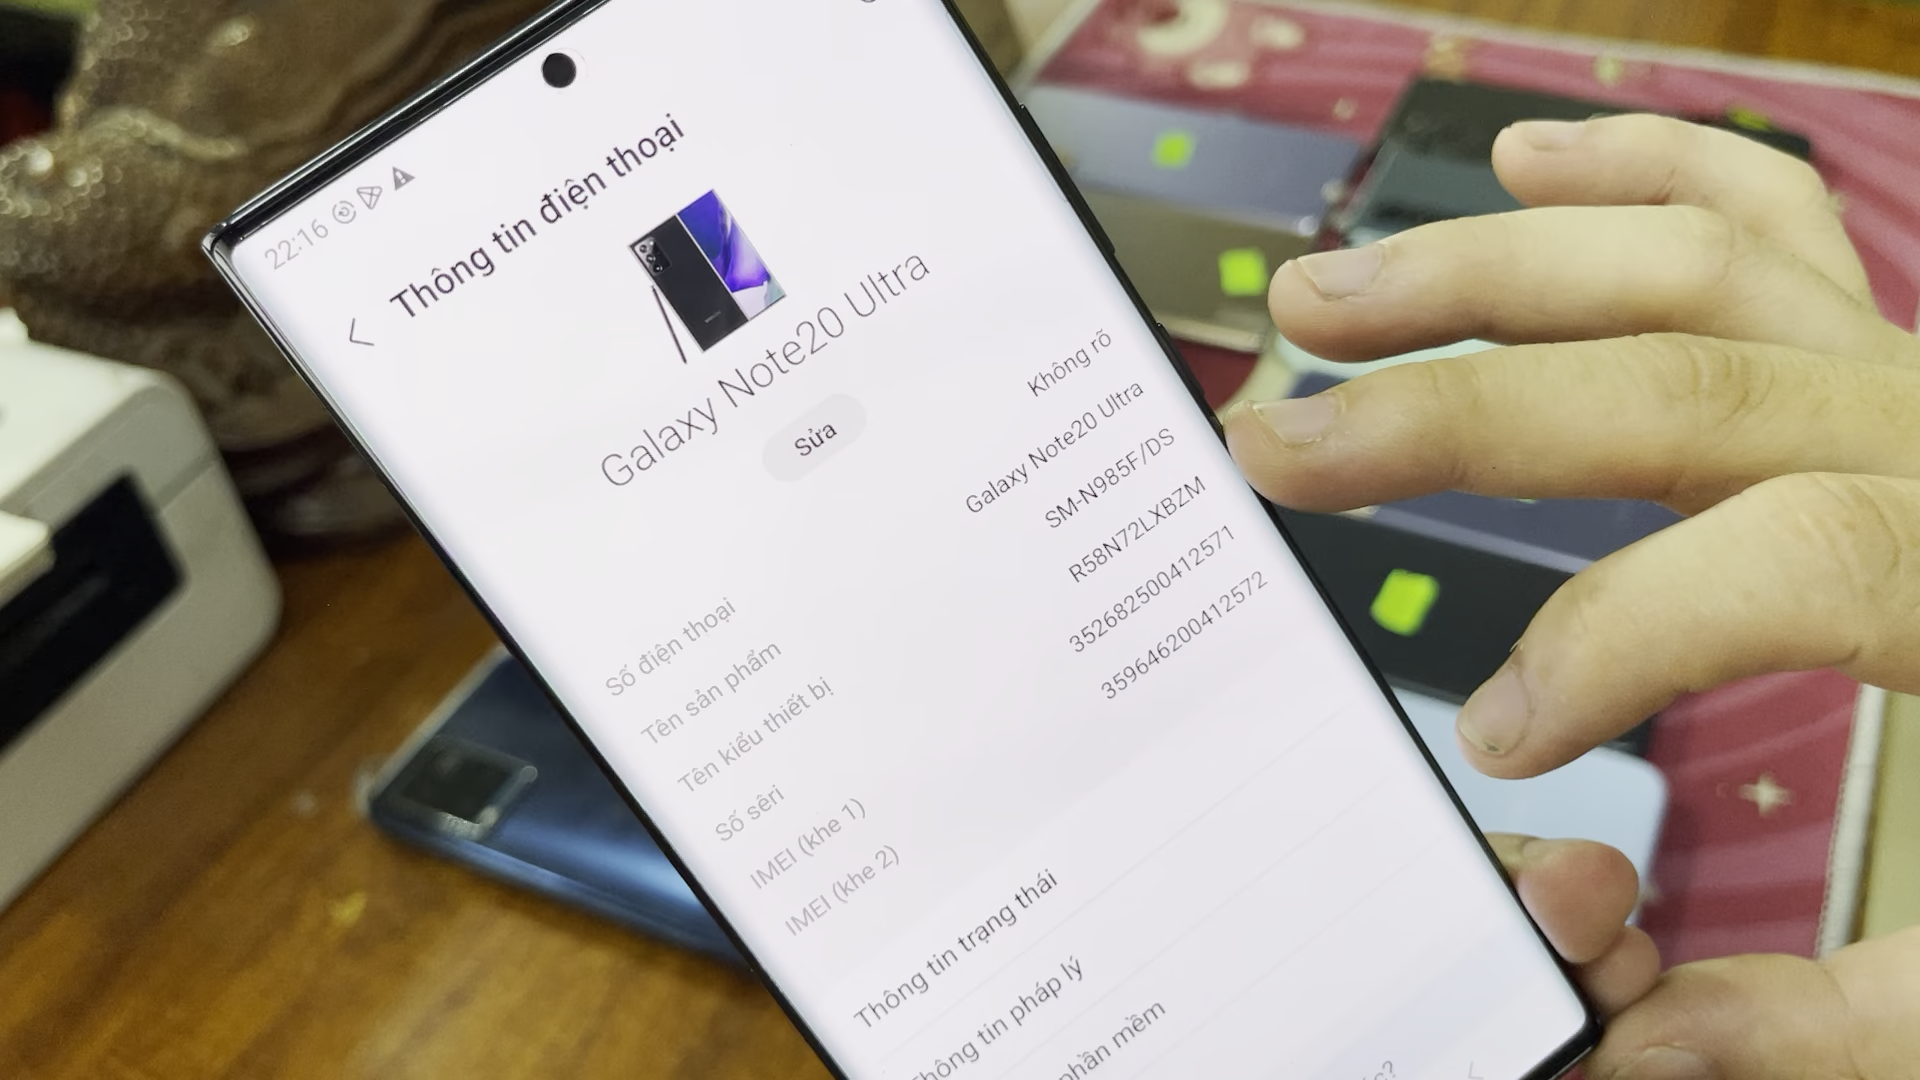 22:16
Thông tin điện thoại
Galaxy Note20 Ultra
Sửa
Số điện thoại Không rõ
Tên sản phẩm Galaxy Note20 Ultra
Tên kiểu thiết bị SM-N985F/DS
Số sêri R58N72LXBZM
IMEI (khe 1) 352682500412571
IMEI (khe 2) 359646200412572
Thông tin trạng thái
Thông tin pháp lý
phần mềm